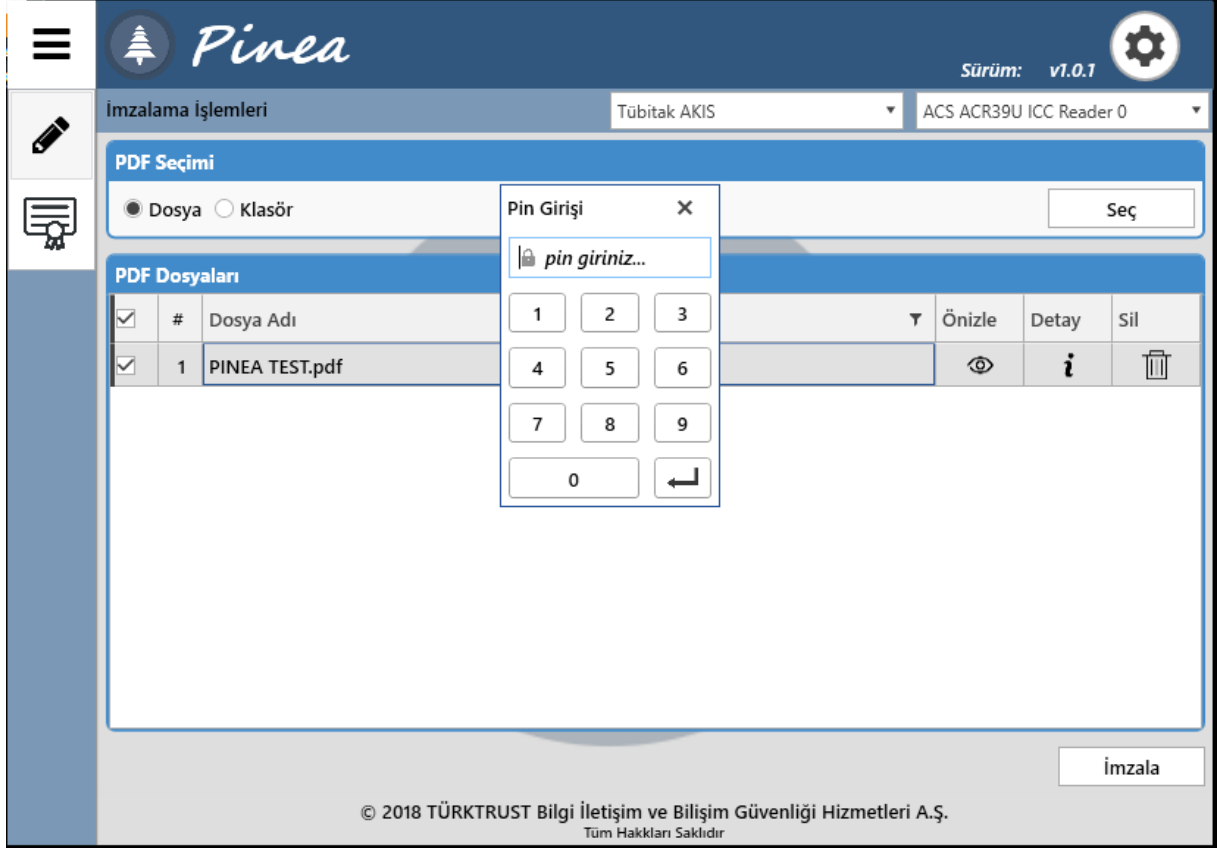 Pinea
Sürüm: v1.0.1
İmzalama İşlemleri
Tübitak AKIS
ACS ACR39U ICC Reader 0
PDF Seçimi
Dosya Klasör
Seç
Pin Girişi
pin giriniz...
1 2 3
4 5 6
7 8 9
0
PDF Dosyaları
# Dosya Adı Önizle Detay Sil
1 PINEA TEST.pdf i
İmzala
© 2018 TÜRKTRUST Bilgi İletişim ve Bilişim Güvenliği Hizmetleri A.Ş.
Tüm Hakkları Saklıdır